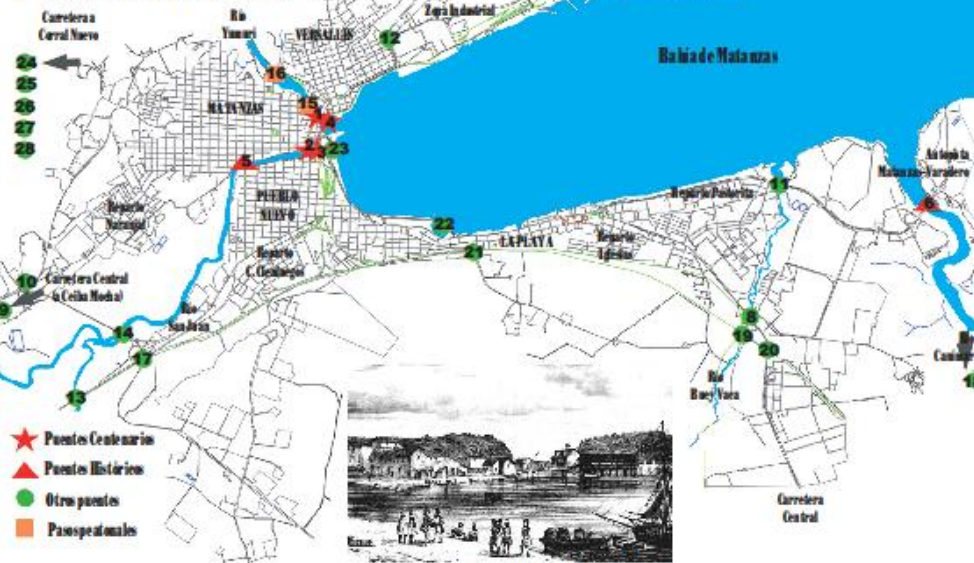 Carretera a
Corral Nuevo
Río
Yumurí
VERSALLES
Zona Industrial
12
24
25
26
27
28
16
15
4
MATANZAS
Bahía de Matanzas
2
3
23
5
PUEBLO
NUEVO
Reparto
Naranjal
Reparto
C. Cienfuegos
22
21
LA PLAYA
Reparto
Iglesias
Reparto Pastorita
11
Autopista
Matanzas-Varadero
6
10
9
Carretera Central
(a Ceiba Mocha)
Río
San Juan
14
17
13
8
19
20
Río
Buey Vaca
Carretera
Central
Puentes Centenarios
Puentes Históricos
Otros puentes
Pasos peatonales